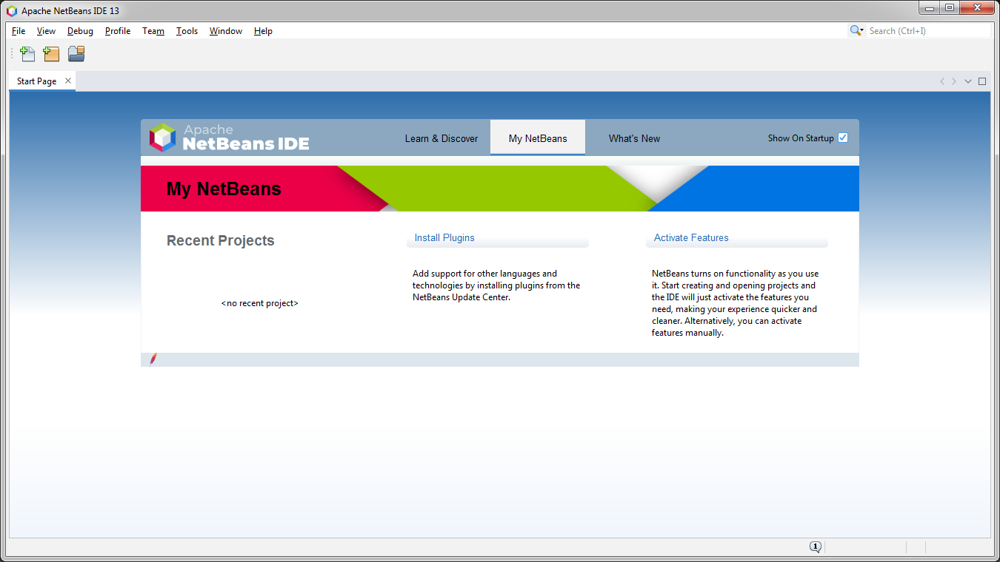 Apache NetBeans IDE 13
File View Debug Profile Team Tools Window Help
Search (Ctrl+I)
Start Page
Apache
NetBeans IDE
Learn & Discover
My NetBeans
What's New
Show On Startup
My NetBeans
Recent Projects
<no recent project>
Install Plugins
Add support for other languages and
technologies by installing plugins from the
NetBeans Update Center.
Activate Features
NetBeans turns on functionality as you use
it. Start creating and opening projects and
the IDE will just activate the features you
need, making your experience quicker and
cleaner. Alternatively, you can activate
features manually.
1